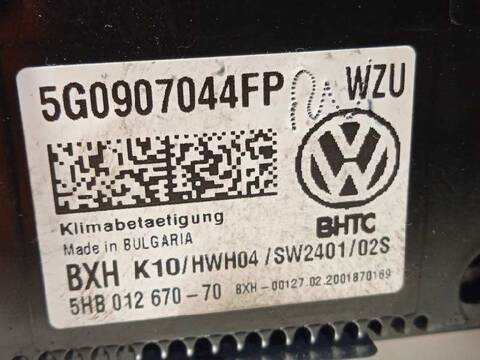 5G0907044FP WZU
BHTC
Klimabetaetigung
Made in BULGARIA
BXH K10/HWH04/SW2401/02S
5HB 012 670-70 BXH-00127.02.2001870169